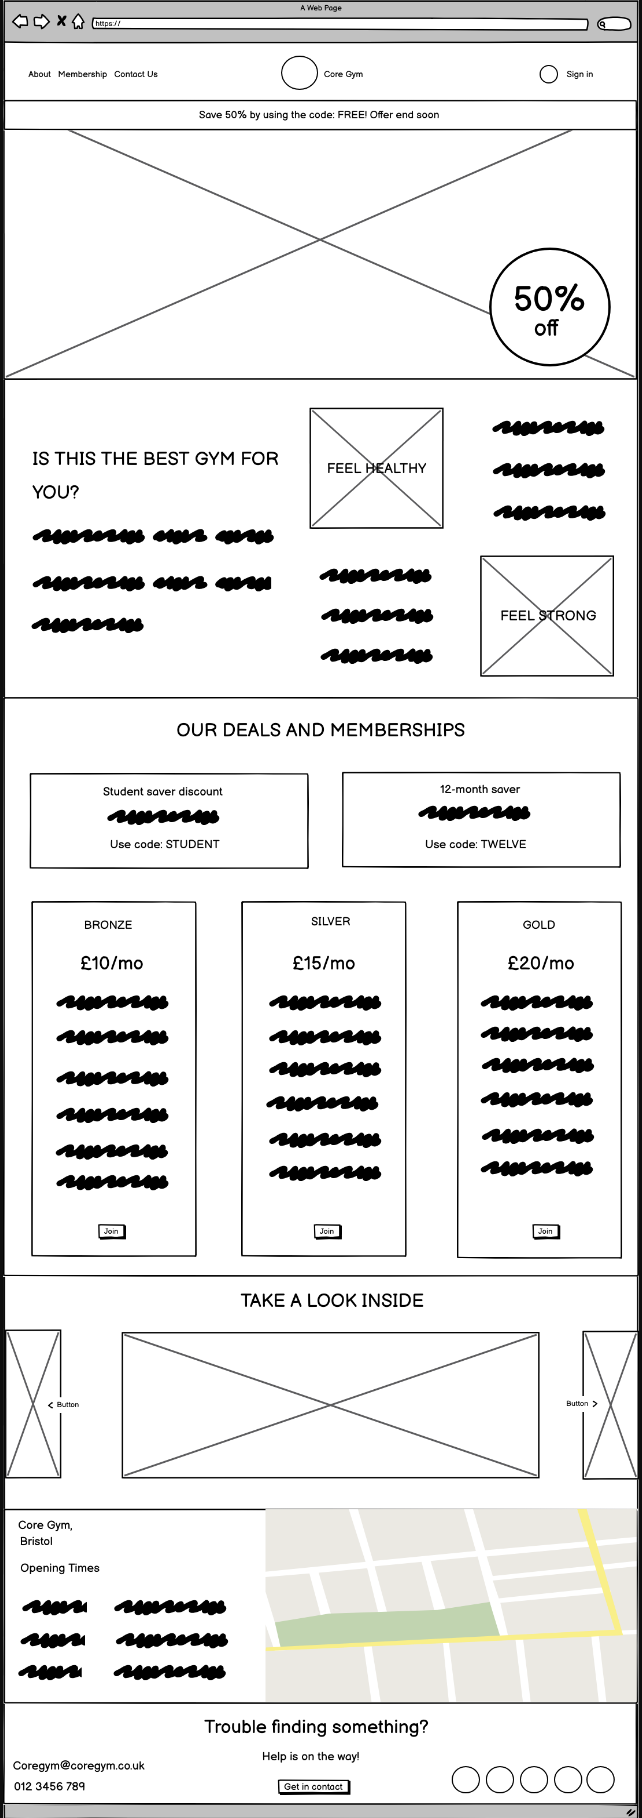 A Web Page
https://
About Membership Contact Us
Core Gym
Sign in
Save 50% by using the code: FREE! Offer end soon
50%
off
IS THIS THE BEST GYM FOR
YOU?
FEEL HEALTHY
FEEL STRONG
OUR DEALS AND MEMBERSHIPS
Student saver discount
Use code: STUDENT
12-month saver
Use code: TWELVE
BRONZE
£10/mo
Join
SILVER
£15/mo
Join
GOLD
£20/mo
Join
TAKE A LOOK INSIDE
< Button
Button >
Core Gym,
Bristol
Opening Times
Trouble finding something?
Help is on the way!
Get in contact
Coregym@coregym.co.uk
012 3456 789